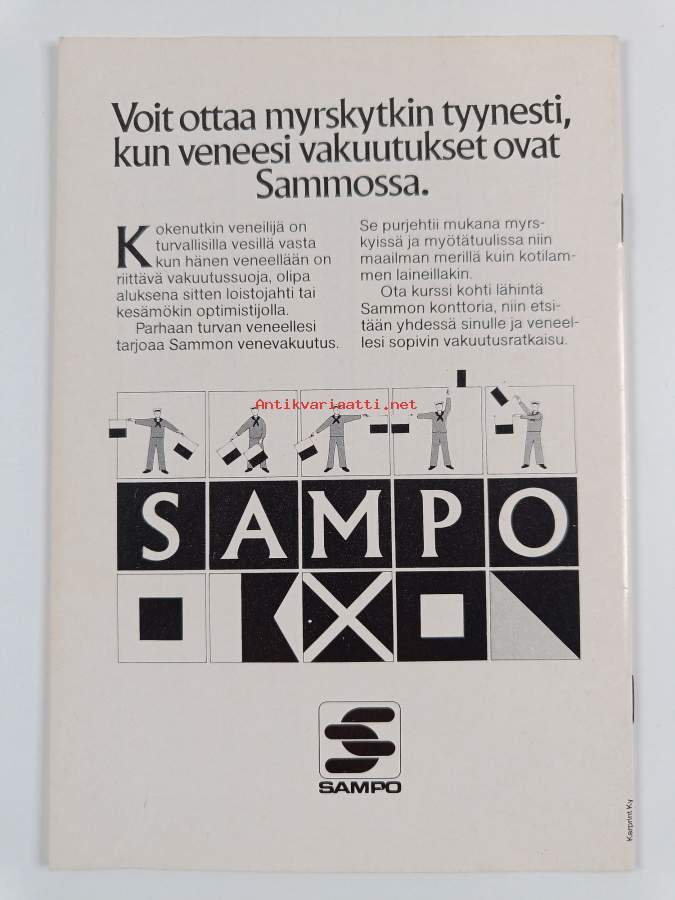 Voit ottaa myrskytkin tyynesti,
kun veneesi vakuutukset ovat
Sammossa.
Kokenutkin veneilijä on
turvallisilla vesillä vasta
kun hänen veneellään on
riittävä vakuutussuoja, olipa
aluksena sitten loistojahti tai
kesämökin optimistijolla.
Parhaan turvan veneellesi
tarjoaa Sammon venevakuutus.
Se purjehtii mukana myrs-
kyissä ja myötätuulissa niin
maailman merillä kuin kotilam-
men laineillakin.
Ota kurssi kohti lähintä
Sammon konttoria, niin etsi-
tään yhdessä sinulle ja veneel-
lesi sopivin vakuutusratkaisu.
Antikvariaatti.net
SAMPO
SAMPO
Karprint Ky